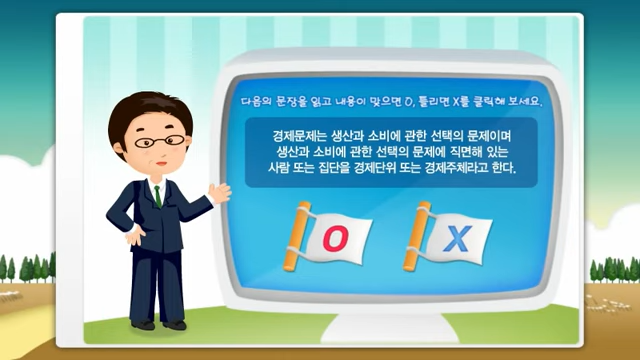 다음의 문장을 읽고 내용이 맞으면 O, 틀리면 X를 클릭해 보세요.
경제문제는 생산과 소비에 관한 선택의 문제이며
생산과 소비에 관한 선택의 문제에 직면해 있는
사람 또는 집단을 경제단위 또는 경제주체라고 한다.
O X